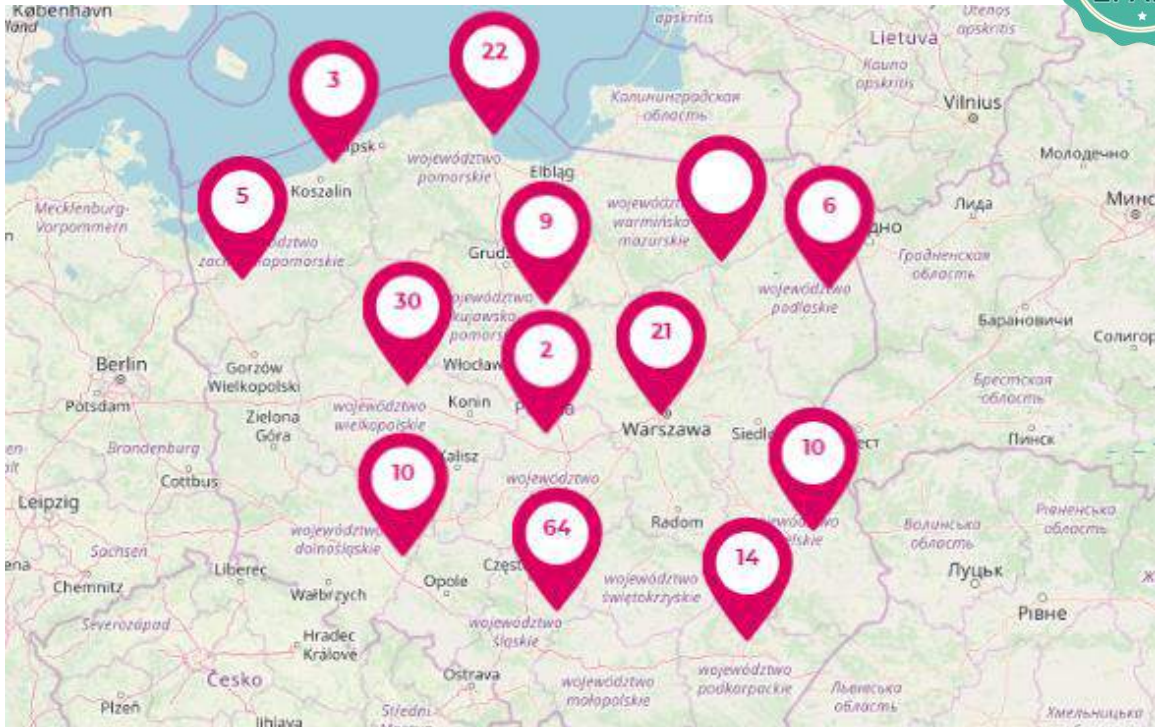 København
apskritis
Utenos
apskritis
Lietuva
Kauno
apskritis
22
3
Калининградская
область
Vilnius
województwo
pomorskie
Elbląg
Молодечно
5
Koszalin
Mecklenburg-
Vorpommern
9
województwo
warmińsko
mazurskie
6
Лида
Гродненская
область
30
województwo
podlaskie
21
Барановичи
Berlin
Gorzów
Wielkopolski
2
Брестская
область
Potsdam
Zielona
Góra
województwo
wielkopolskie
Konin
Warszawa
Пинск
Brandenburg
10
10
Cottbus
województwo
Leipzig
64
Radom
województwo
dolnośląskie
Волинська
область
Рівненська
область
Sachsen
14
Liberec
Opole
Chemnitz
Wałbrzych
województwo
świętokrzyskie
Луцьк
Рівне
Severozápad
województwo
śląskie
Hradec
Králové
Česko
Ostrava
województwo
małopolskie
województwo
podkarpackie
Львівська
область
Plzeň
Střední
Jihlava
Хмельницька